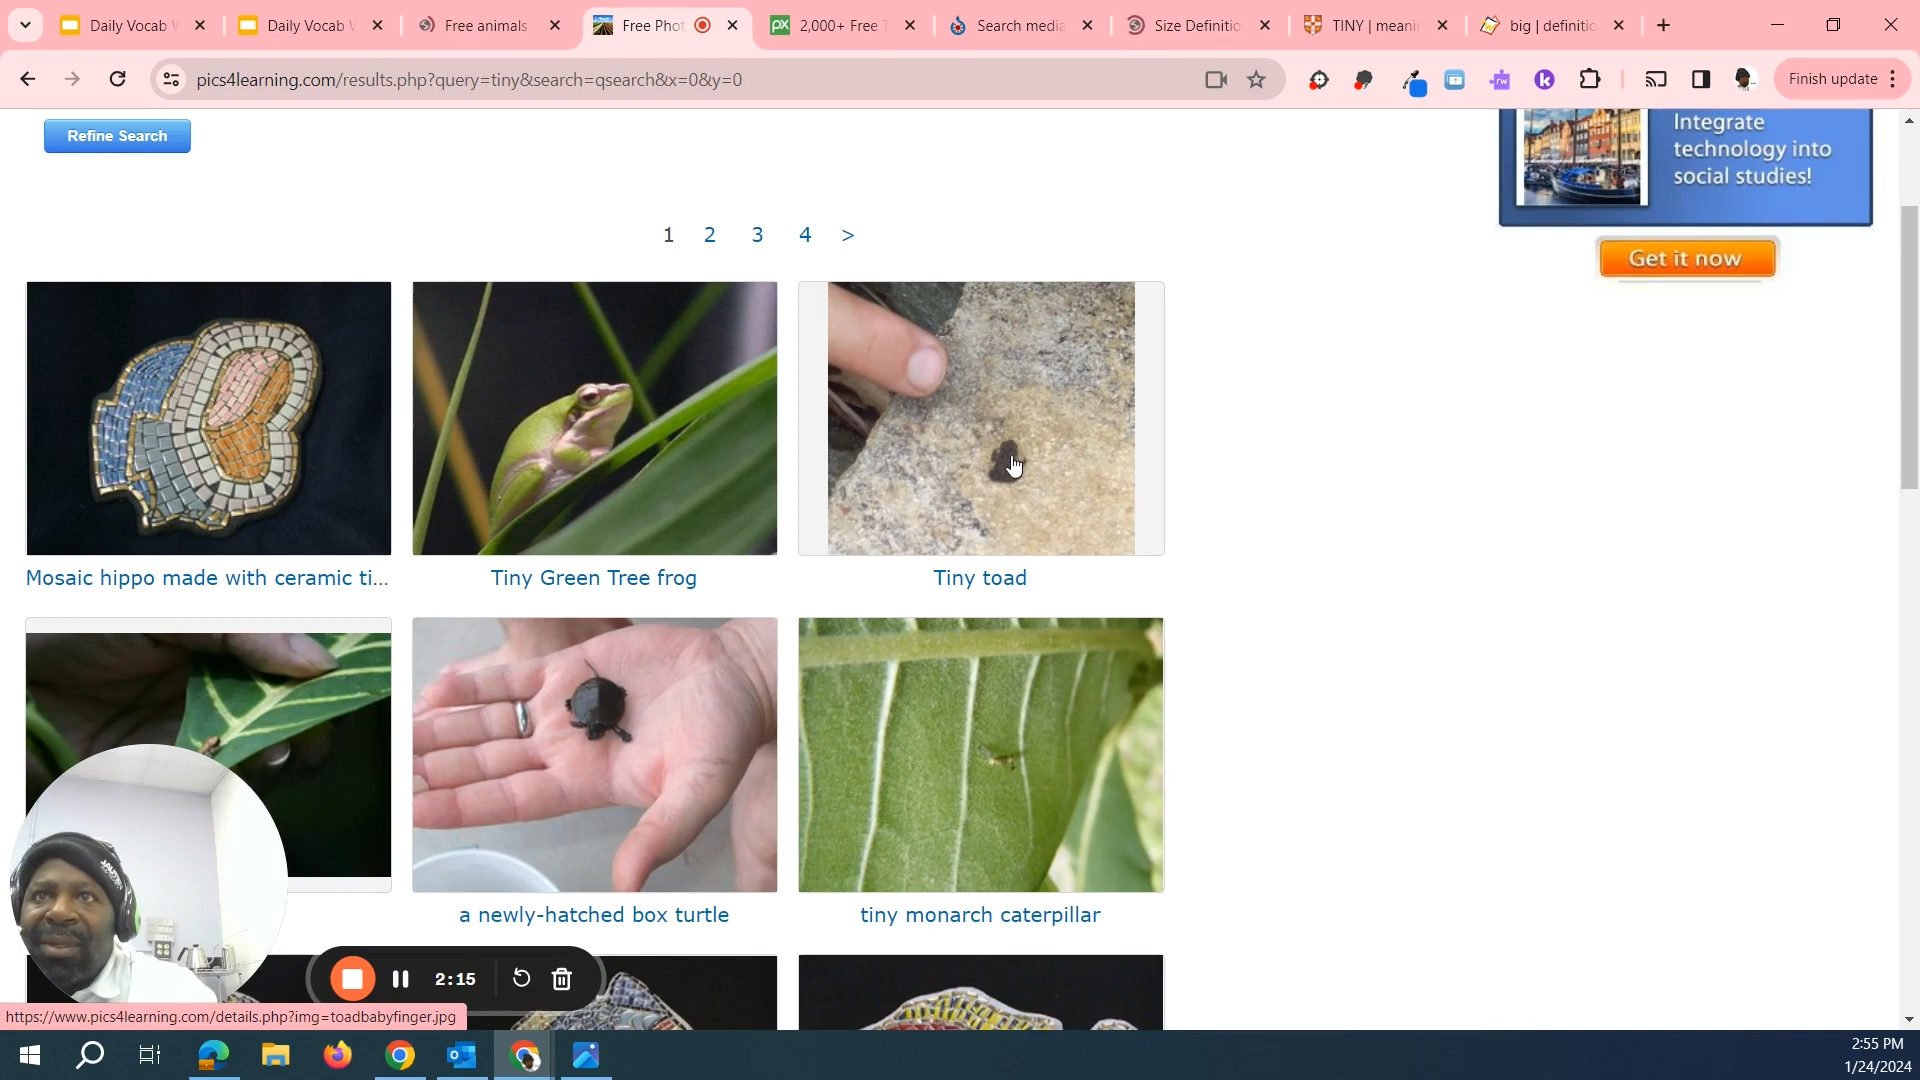 Daily Vocab
Daily Vocab
Free animals
Free Phot
2,000+ Free
Search media
Size Definitio
TINY | meani
big | definitio
pics4learning.com/results.php?query=tiny&search=qsearch&x=0&y=0
Finish update
Refine Search
Integrate
technology into
social studies!
Get it now
1 2 3 4 >
Mosaic hippo made with ceramic ti...
Tiny Green Tree frog
Tiny toad
a newly-hatched box turtle
tiny monarch caterpillar
2:15
https://www.pics4learning.com/details.php?img=toadbabyfinger.jpg
2:55 PM
1/24/2024